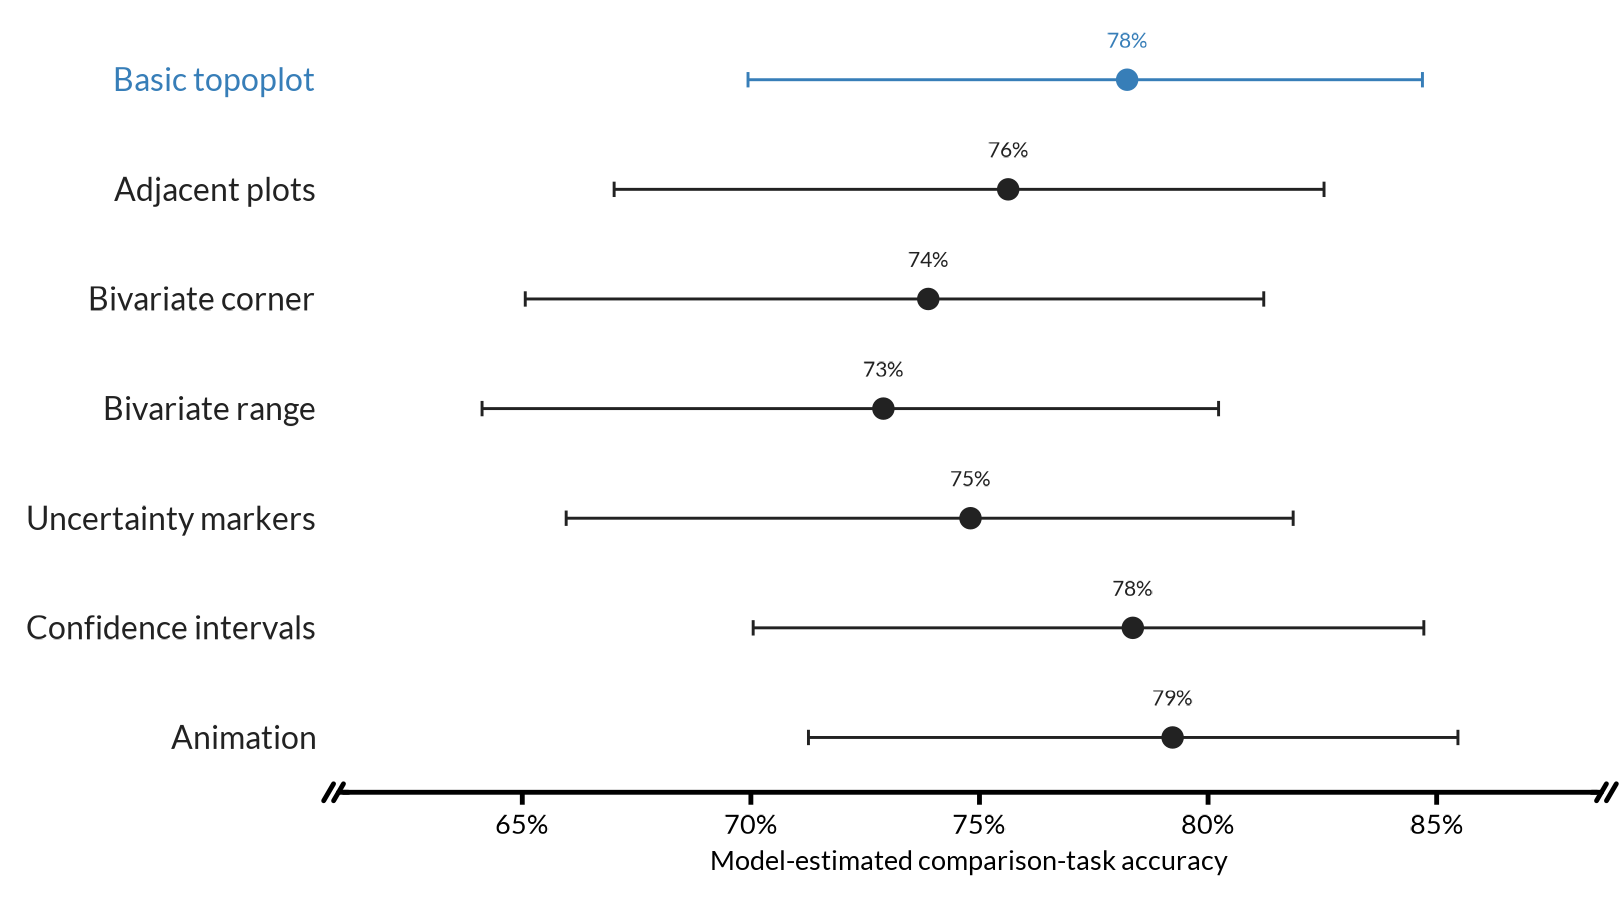 78%
Basic topoplot
76%
Adjacent plots
74%
Bivariate corner
73%
Bivariate range
75%
Uncertainty markers
78%
Confidence intervals
79%
Animation
65% 70% 75% 80% 85%
Model-estimated comparison-task accuracy